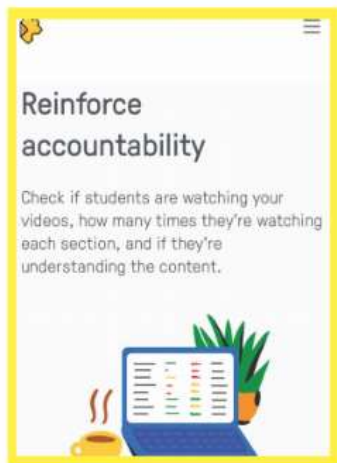 Reinforce
accountability
Check if students are watching your
videos, how many times they're watching
each section, and if they're
understanding the content.